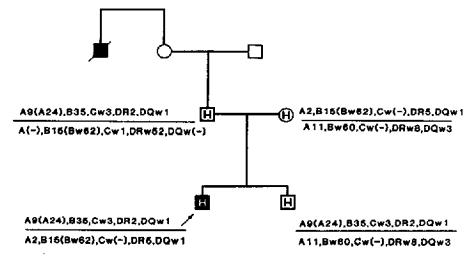 A9(A24),B35,Cw3,DR2,DQw1
A(-),B15(Bw62),Cw1,DRw52,DQw(-)
H
H
A2,B15(Bw62),Cw(-),DR5,DQw1
A11,Bw60,Cw(-),DRw8,DQw3
H
H
A9(A24),B35,Cw3,DR2,DQw1
A2,B15(Bw62),Cw(-),DR5,DQw1
A9(A24),B35,Cw3,DR2,DQw1
A11,Bw60,Cw(-),DRw8,DQw3